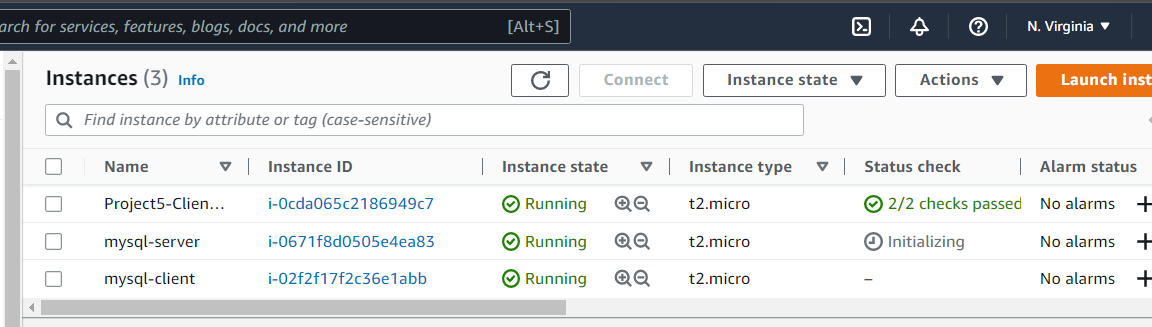 arch for services, features, blogs, docs, and more [Alt+S] N. Virginia
Instances (3) Info Connect Instance state Actions Launch inst
Find instance by attribute or tag (case-sensitive)
Name Instance ID Instance state Instance type Status check Alarm status
Project5-Clien... i-0cda065c2186949c7 Running t2.micro 2/2 checks passed No alarms
mysql-server i-0671f8d0505e4ea83 Running t2.micro Initializing No alarms
mysql-client i-02f2f17f2c36e1abb Running t2.micro – No alarms